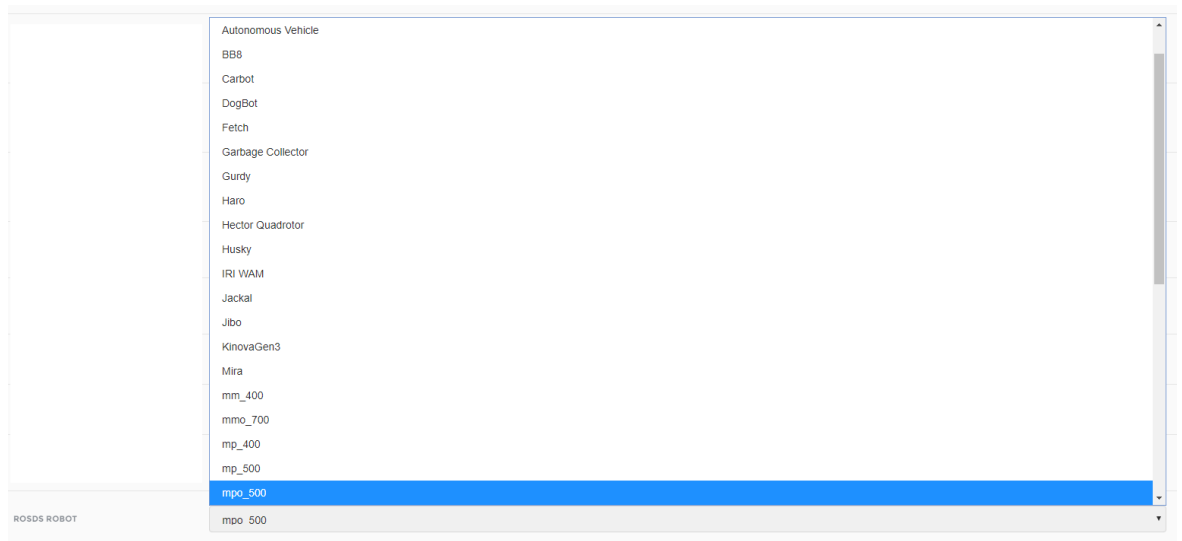 Autonomous Vehicle
BB8
Carbot
DogBot
Fetch
Garbage Collector
Gurdy
Haro
Hector Quadrotor
Husky
IRI WAM
Jackal
Jibo
KinovaGen3
Mira
mm_400
mmo_700
mp_400
mp_500
mpo_500
ROSDS ROBOT mpo_500